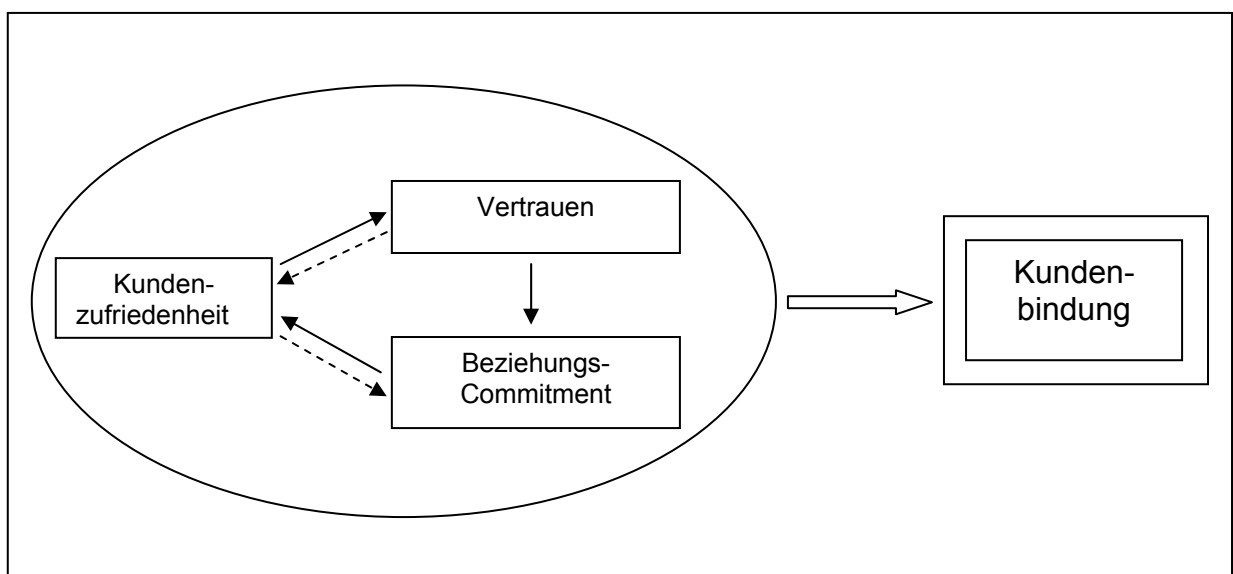 Vertrauen
Kunden-
zufriedenheit
Beziehungs-
Commitment
Kunden-
bindung